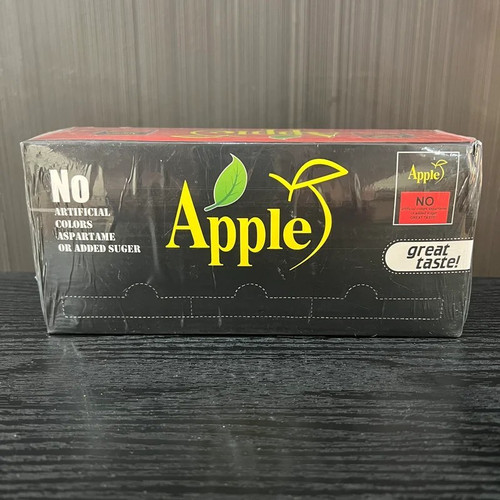 NO
ARTIFICIAL
COLORS
ASPARTAME
OR ADDED SUGER
Apple
Apple
NO
great
taste!